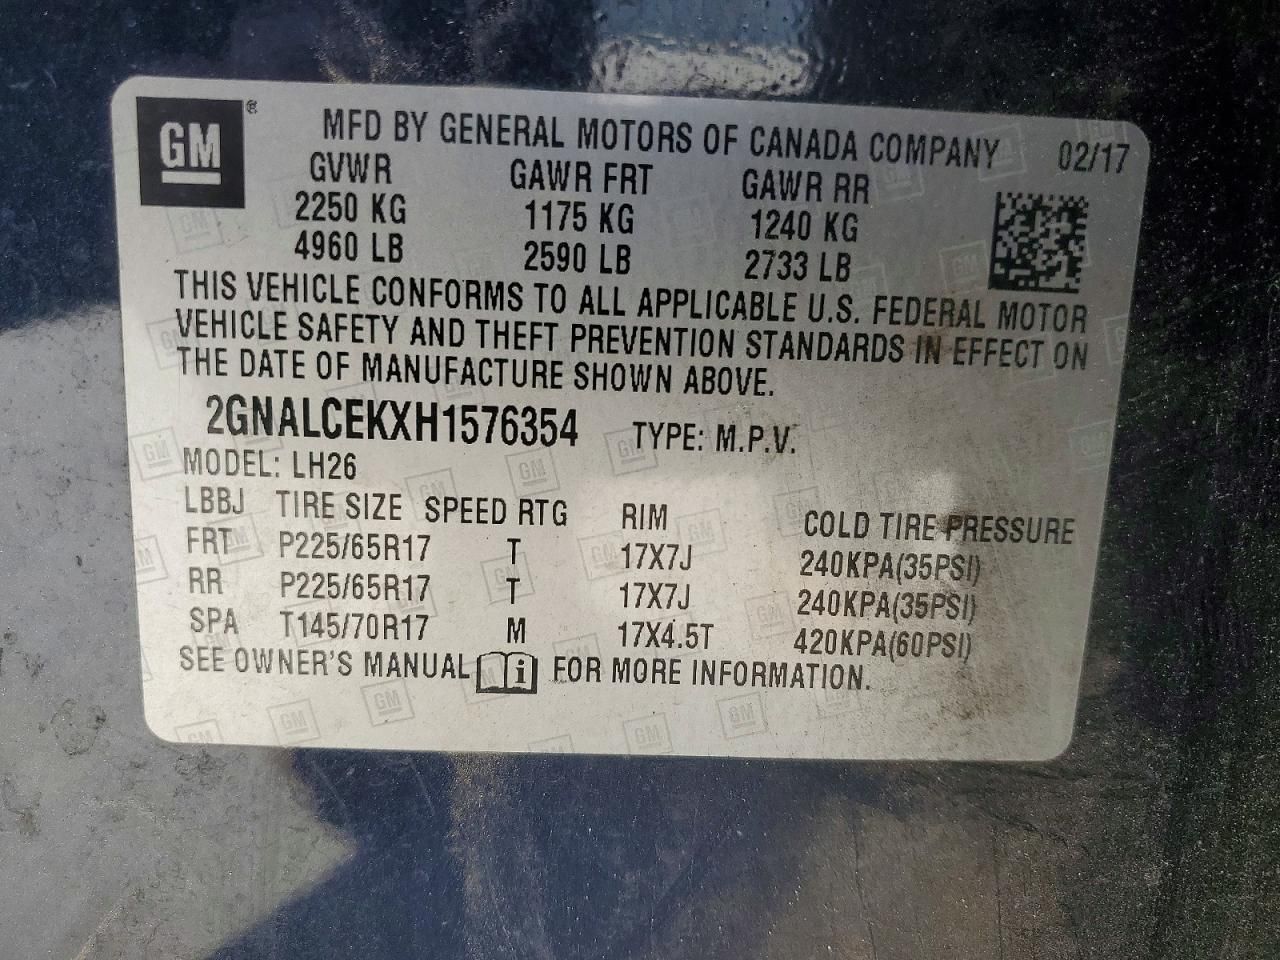 GM ® MFD BY GENERAL MOTORS OF CANADA COMPANY 02/17
GVWR GAWR FRT GAWR RR
2250 KG 1175 KG 1240 KG
4960 LB 2590 LB 2733 LB
THIS VEHICLE CONFORMS TO ALL APPLICABLE U.S. FEDERAL MOTOR
VEHICLE SAFETY AND THEFT PREVENTION STANDARDS IN EFFECT ON
THE DATE OF MANUFACTURE SHOWN ABOVE.
2GNALCEKXH1576354 TYPE: M.P.V.
MODEL: LH26
LBBJ TIRE SIZE SPEED RTG RIM COLD TIRE PRESSURE
FRT P225/65R17 T 17X7J 240KPA(35PSI)
RR P225/65R17 T 17X7J 240KPA(35PSI)
SPA T145/70R17 M 17X4.5T 420KPA(60PSI)
SEE OWNER'S MANUAL i FOR MORE INFORMATION.